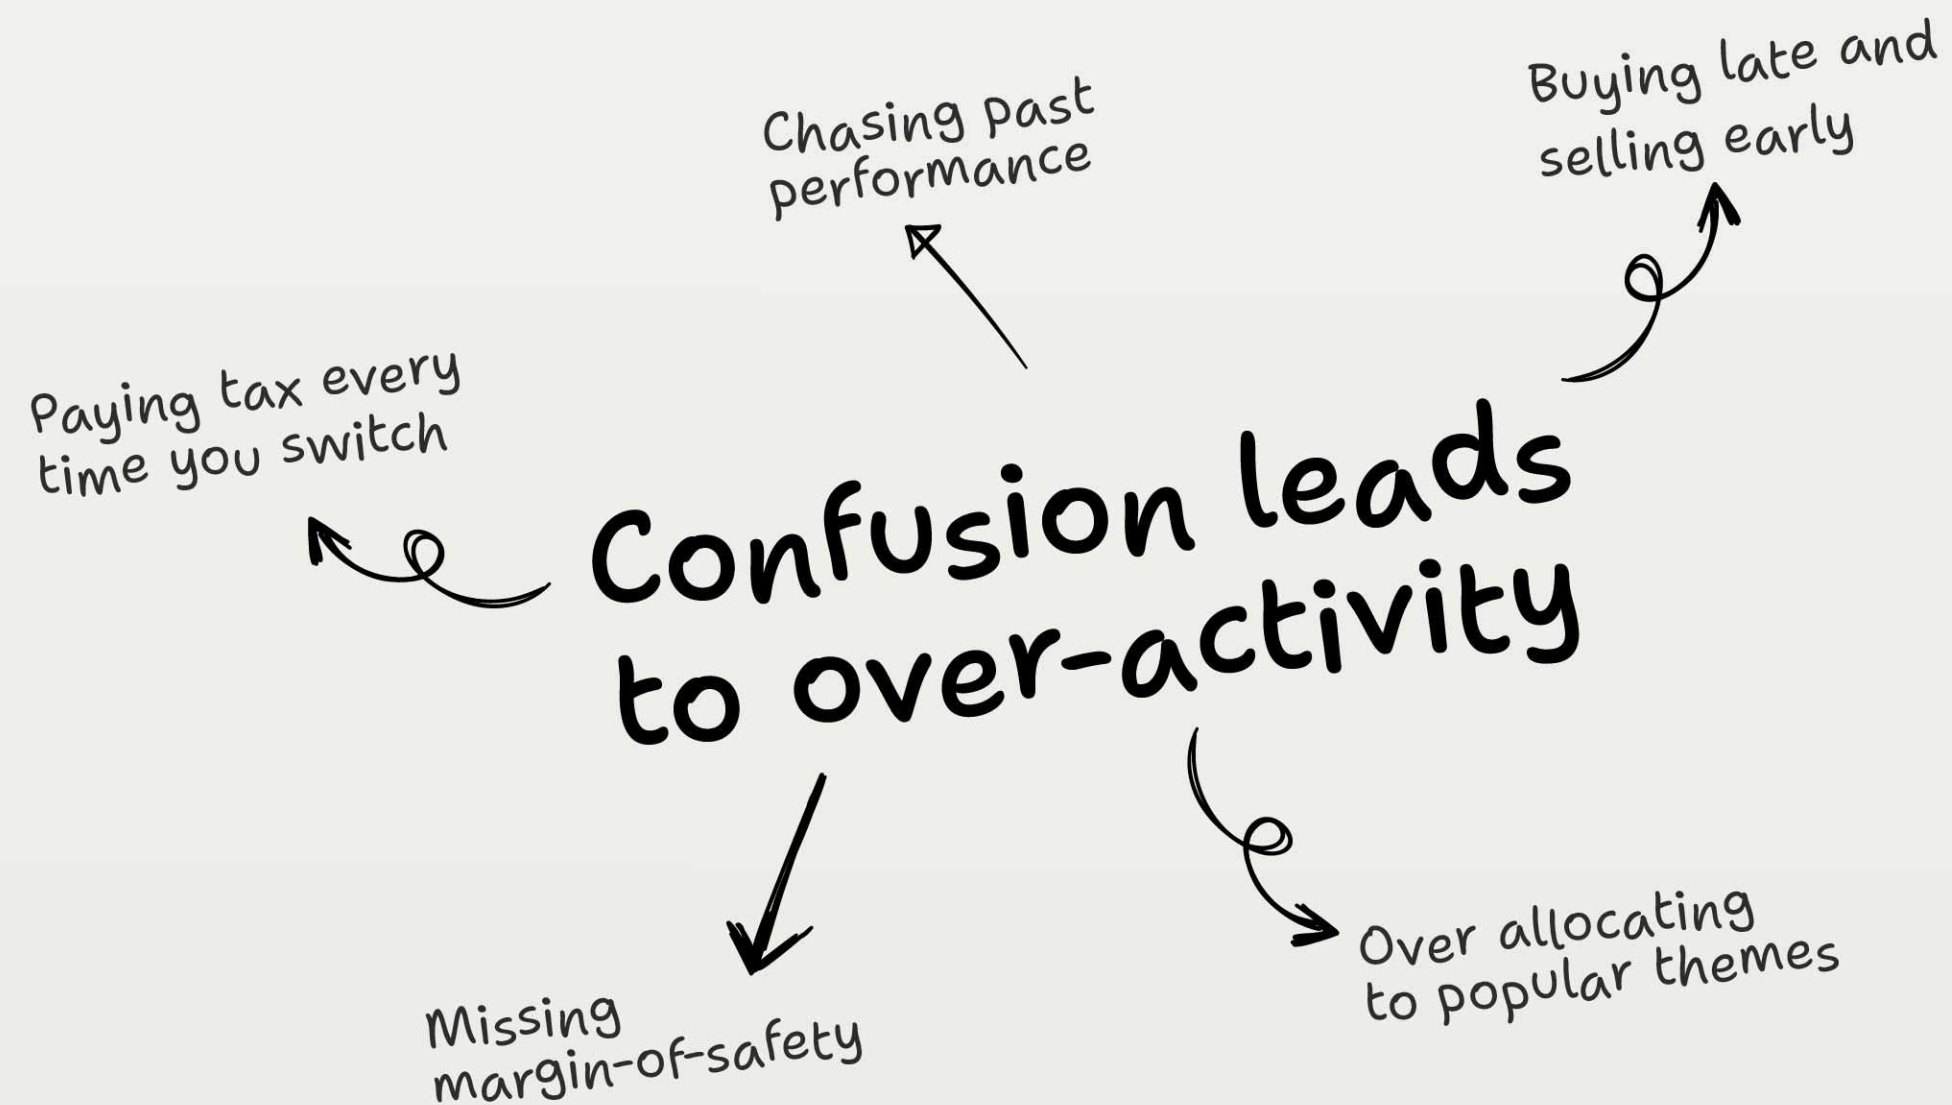 Chasing past
performance
Buying late and
selling early
Paying tax every
time you switch
Confusion leads
to over-activity
Over allocating
to popular themes
Missing
margin-of-safety